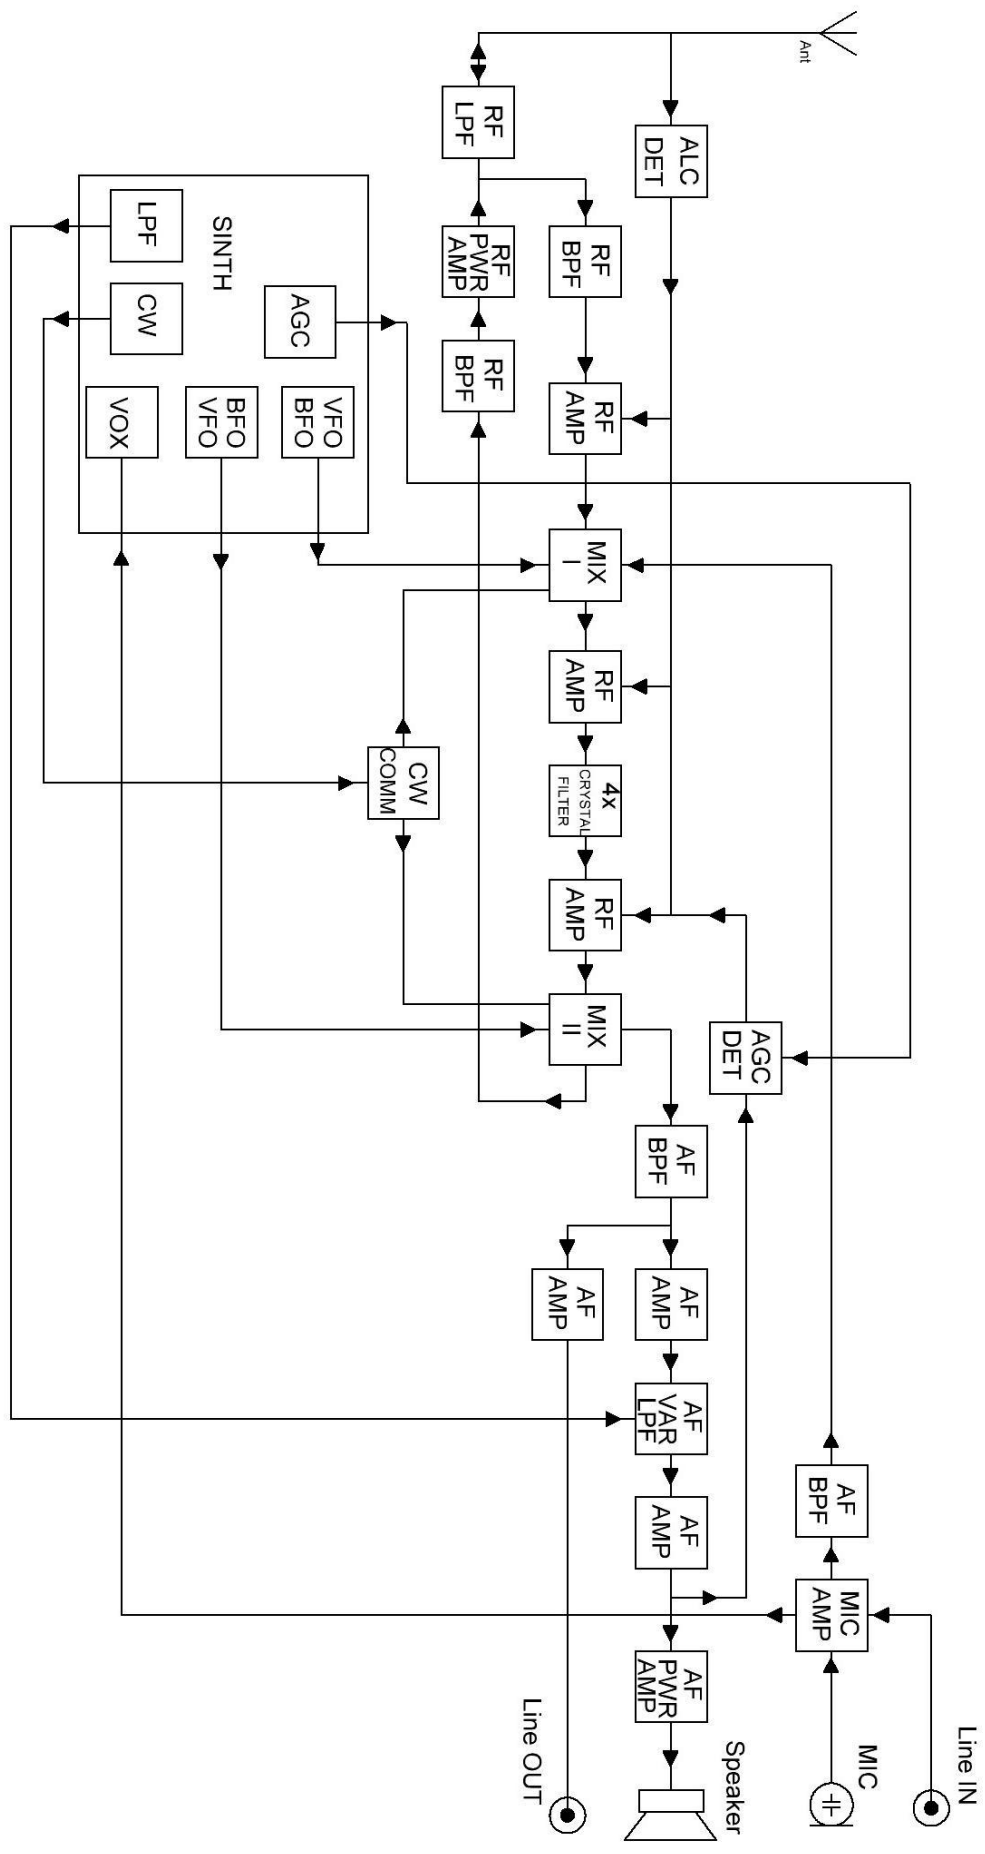 Ant
ALC
DET
RF
LPF
RF
BPF
RF
PWR
AMP
RF
BPF
RF
AMP
SINTH
LPF
CW
AGC
VOX
BFO
VFO
VFO
BFO
MIX
I
RF
AMP
CW
COMM
4x
CRYSTAL
FILTER
RF
AMP
MIX
II
AGC
DET
AF
BPF
AF
AMP
AF
AMP
AF
VAR
LPF
AF
AMP
AF
BPF
MIC
AMP
AF
PWR
AMP
Line OUT
Speaker
MIC
Line IN